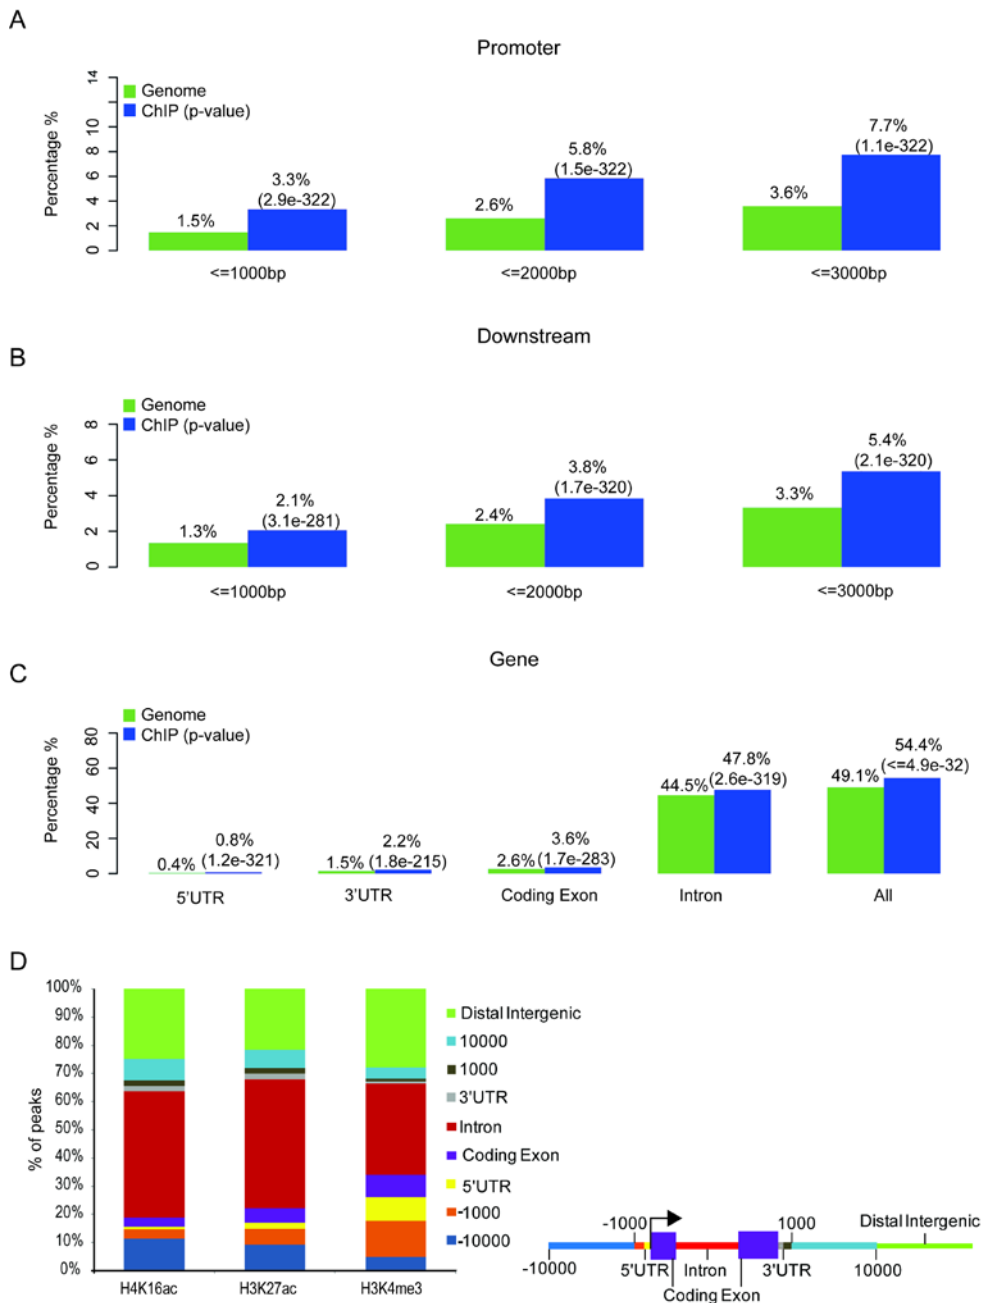 A
Promoter
Percentage %
0 2 4 6 8 10 14
Genome
ChIP (p-value)
1.5%
3.3%
(2.9e-322)
2.6%
5.8%
(1.5e-322)
3.6%
7.7%
(1.1e-322)
<=1000bp <=2000bp <=3000bp
B
Downstream
Percentage %
0 2 4 6 8
Genome
ChIP (p-value)
1.3%
2.1%
(3.1e-281)
2.4%
3.8%
(1.7e-320)
3.3%
5.4%
(2.1e-320)
<=1000bp <=2000bp <=3000bp
C
Gene
Percentage %
0 20 40 60 80
Genome
ChIP (p-value)
0.4%
0.8%
(1.2e-321)
1.5%
2.2%
(1.8e-215)
2.6%
3.6%
(1.7e-283)
44.5%
47.8%
(2.6e-319)
49.1%
54.4%
(<=4.9e-32)
5'UTR 3'UTR Coding Exon Intron All
D
% of peaks
100%
90%
80%
70%
60%
50%
40%
30%
20%
10%
0%
H4K16ac H3K27ac H3K4me3
Distal Intergenic
10000
1000
3'UTR
Intron
Coding Exon
5'UTR
-1000
-10000
-1000 1000 Distal Intergenic
-10000 5'UTR Intron 3'UTR 10000
Coding Exon